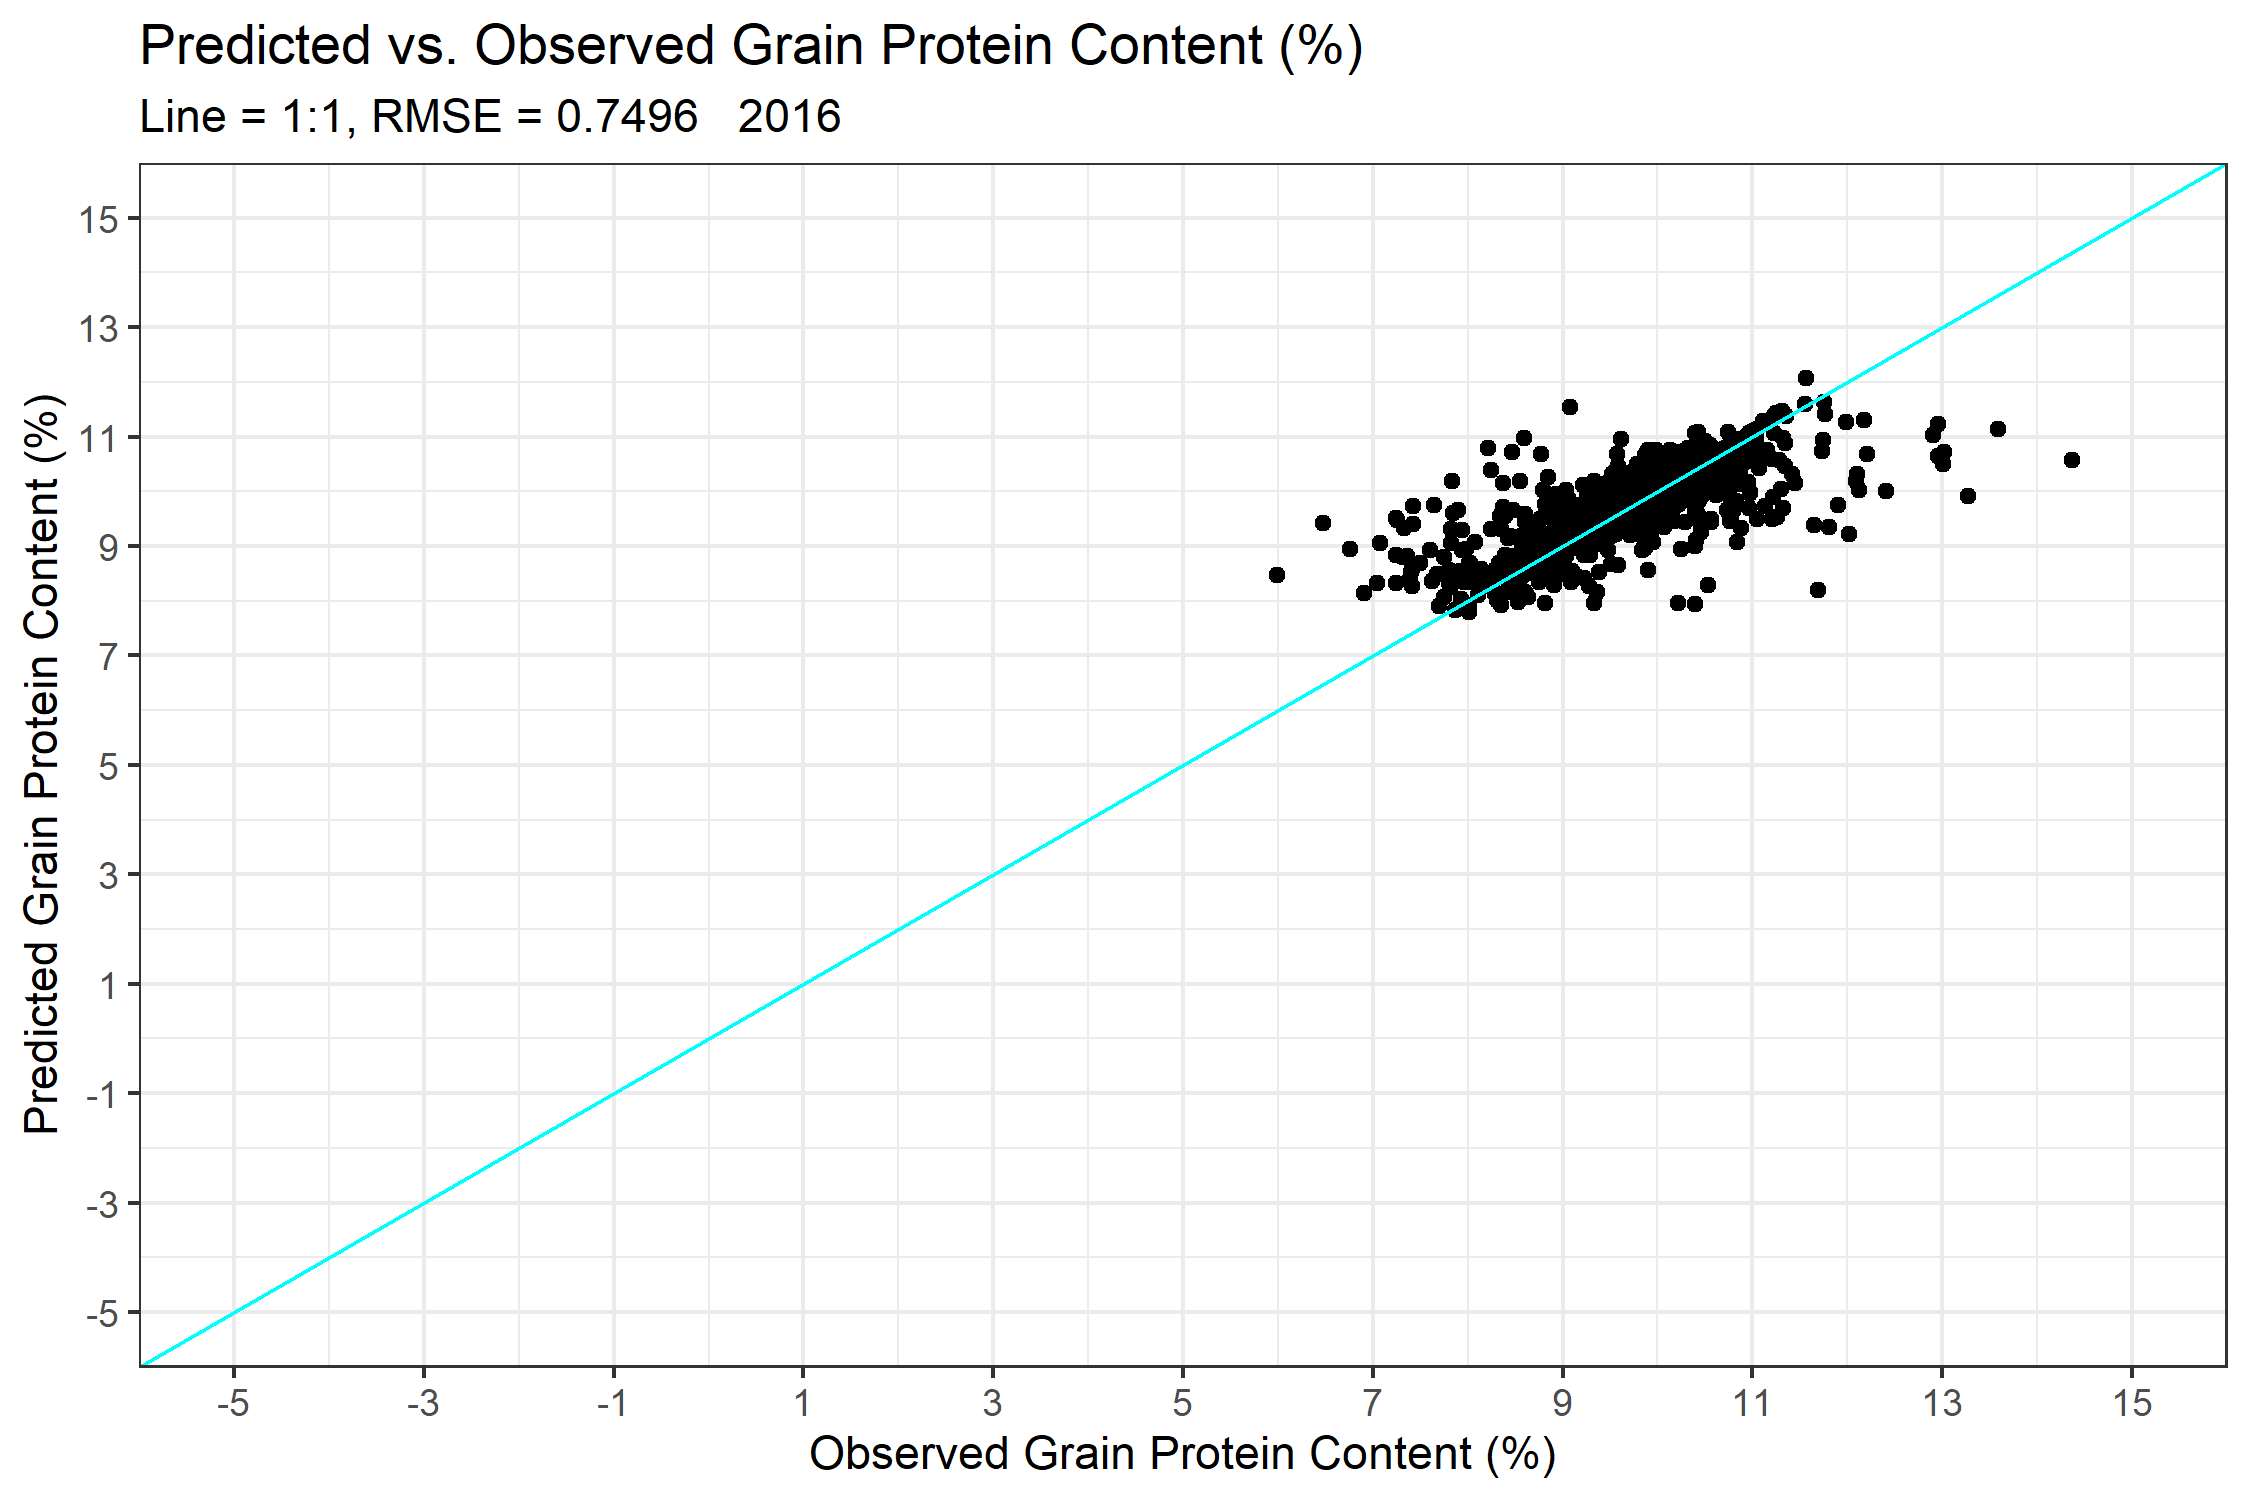 Predicted vs. Observed Grain Protein Content (%)
Line = 1:1, RMSE = 0.7496   2016
Predicted Grain Protein Content (%)
15
13
11
9
7
5
3
1
-1
-3
-5
-5 -3 -1 1 3 5 7 9 11 13 15
Observed Grain Protein Content (%)